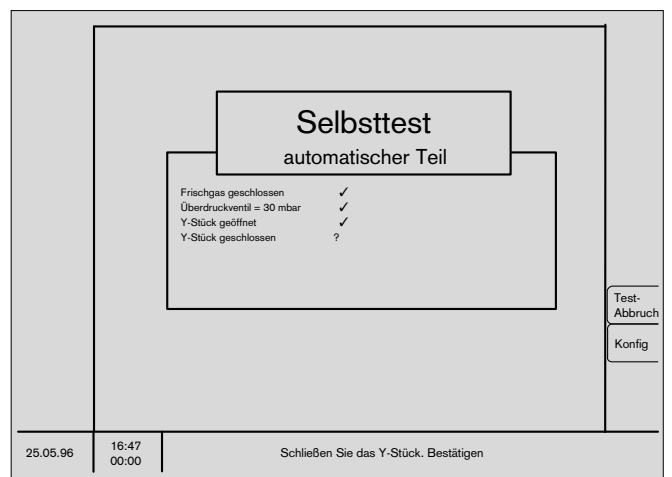 Selbsttest
automatischer Teil
Frischgas geschlossen ✓
Überdruckventil = 30 mbar ✓
Y-Stück geöffnet ✓
Y-Stück geschlossen ?
Test-
Abbruch
Konfig
25.05.96
16:47
00:00
Schließen Sie das Y-Stück. Bestätigen